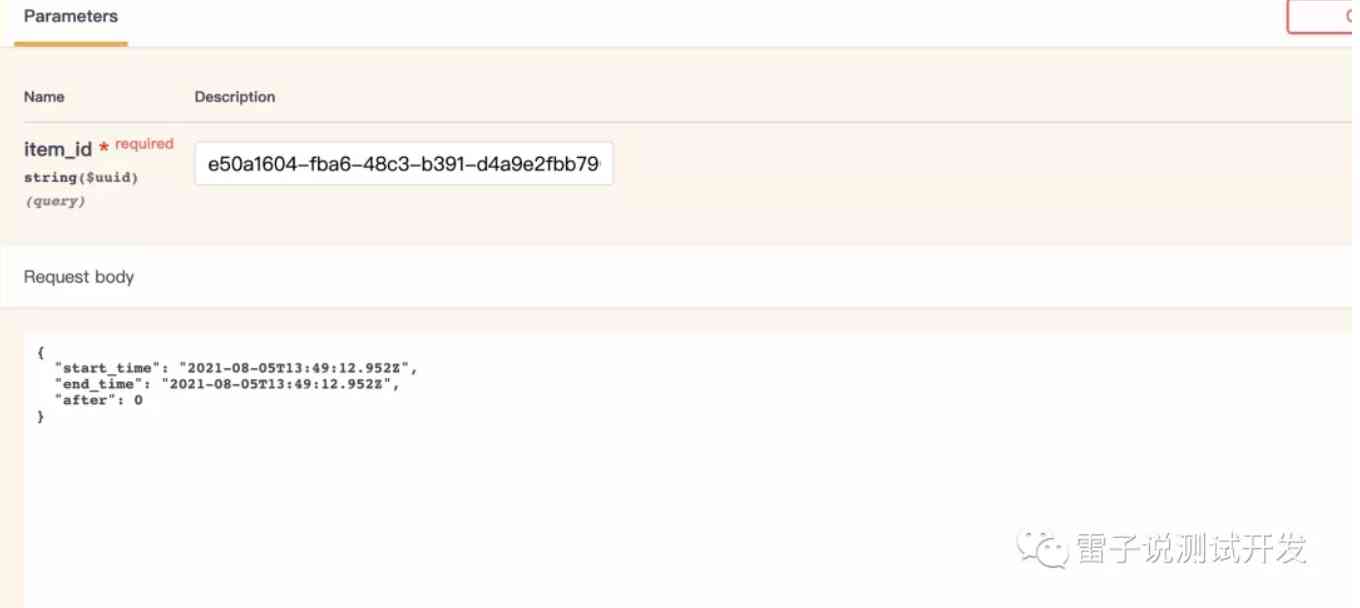 Parameters
Name Description
item_id * required
e50a1604-fba6-48c3-b391-d4a9e2fbb79
string($uuid)
(query)
Request body
{
"start_time": "2021-08-05T13:49:12.952Z",
"end_time": "2021-08-05T13:49:12.952Z",
"after": 0
}
雷子说测试开发